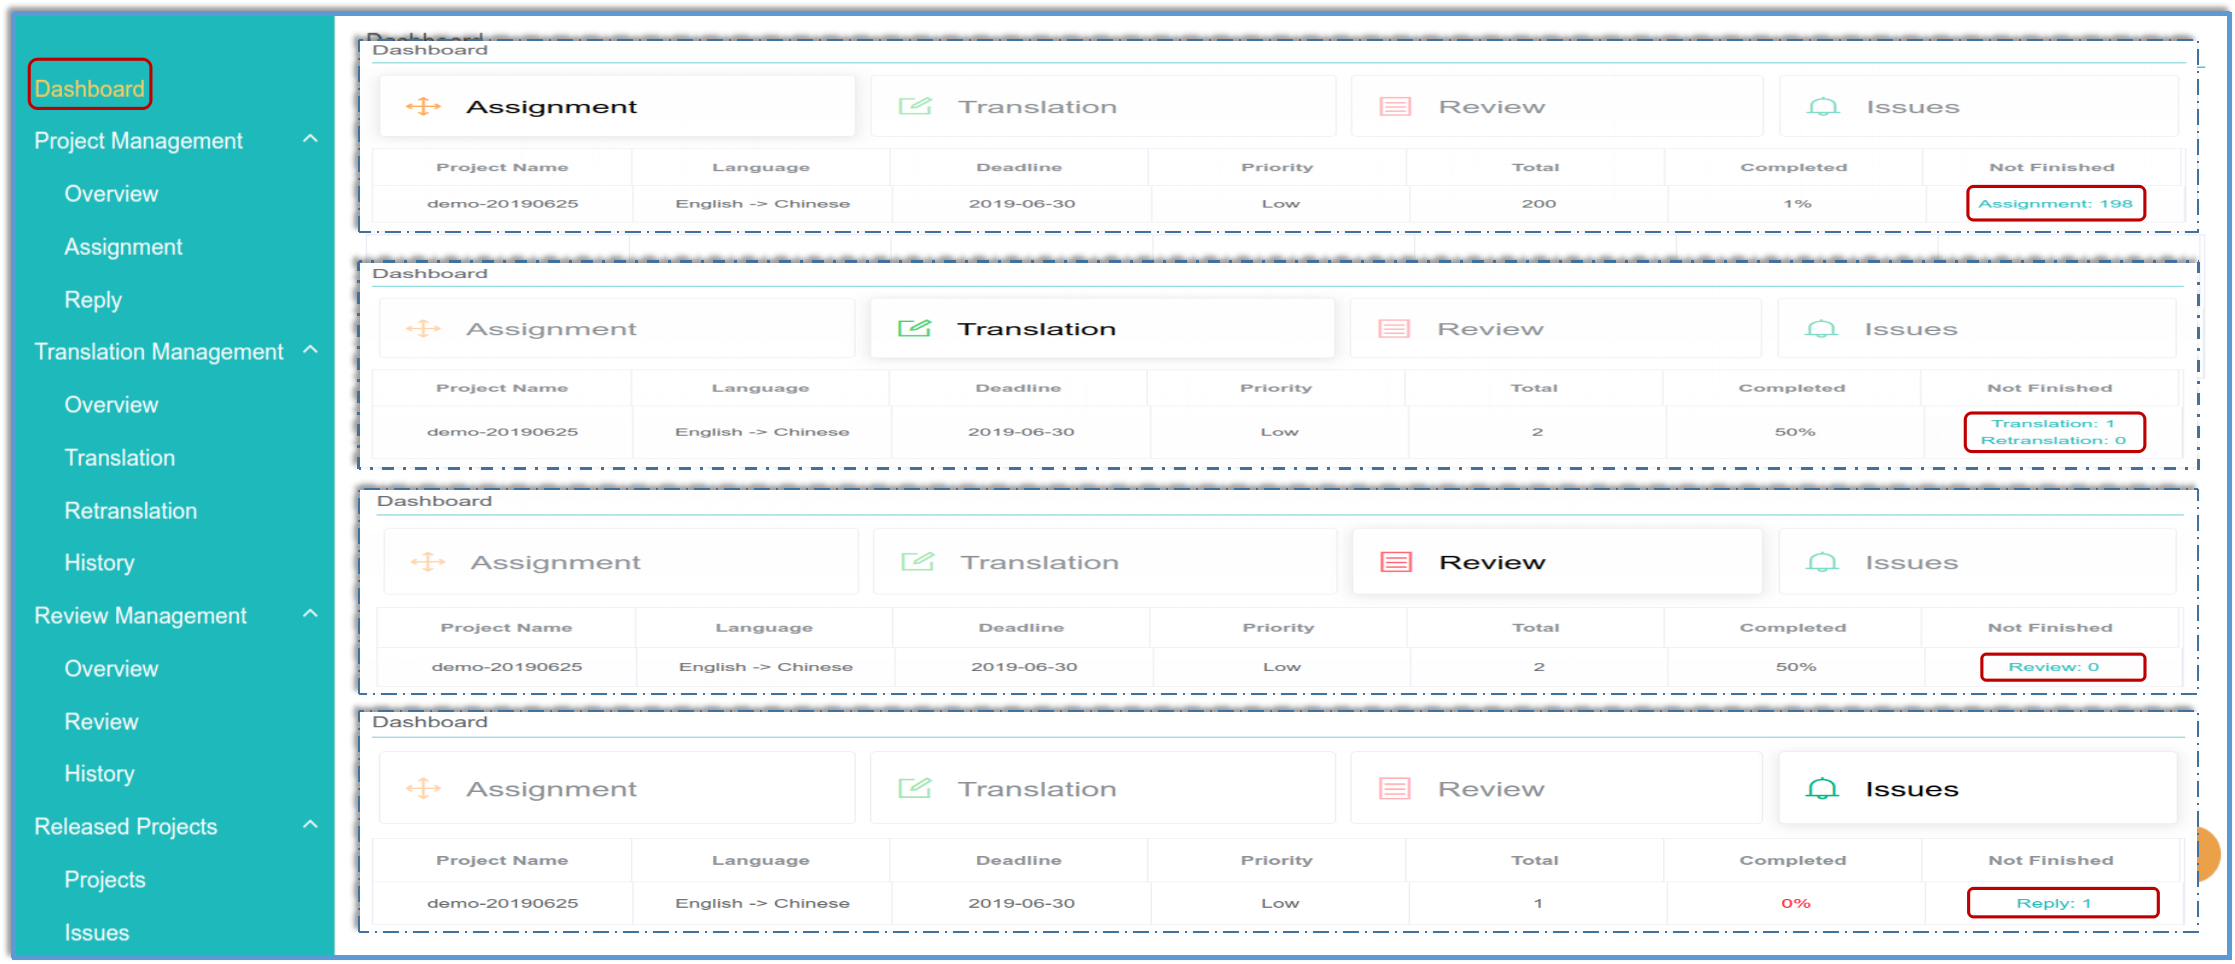 Dashboard
Project Management
Overview
Assignment
Reply
Translation Management
Overview
Translation
Retranslation
History
Review Management
Overview
Review
History
Released Projects
Projects
Issues
Dashboard
Dashboard
Assignment Translation Review Issues
Project Name Language Deadline Priority Total Completed Not Finished
demo-20190625 English -> Chinese 2019-06-30 Low 200 1% Assignment: 198
Dashboard
Assignment Translation Review Issues
Project Name Language Deadline Priority Total Completed Not Finished
demo-20190625 English -> Chinese 2019-06-30 Low 2 50% Translation: 1
Retranslation: 0
Dashboard
Assignment Translation Review Issues
Project Name Language Deadline Priority Total Completed Not Finished
demo-20190625 English -> Chinese 2019-06-30 Low 2 50% Review: 0
Dashboard
Assignment Translation Review Issues
Project Name Language Deadline Priority Total Completed Not Finished
demo-20190625 English -> Chinese 2019-06-30 Low 1 0% Reply: 1